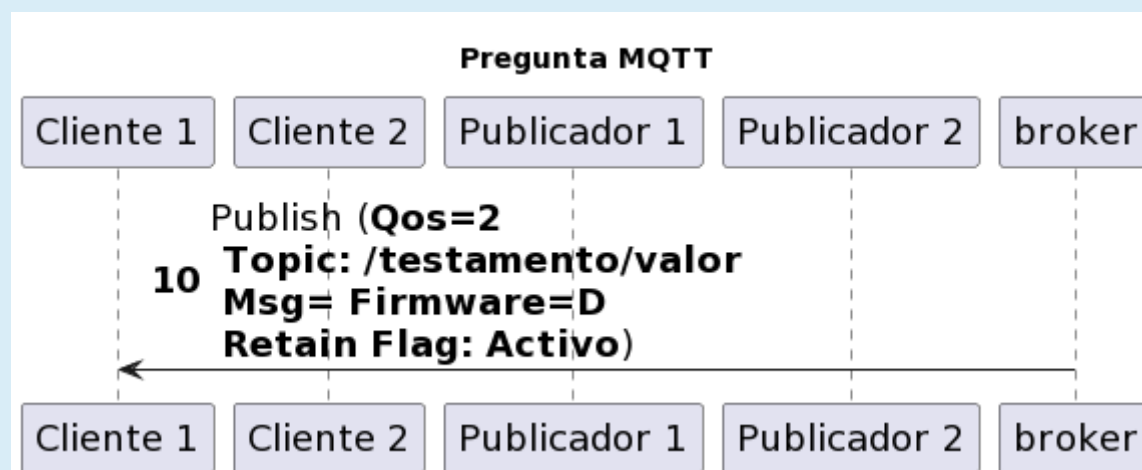 Pregunta MQTT
Cliente 1 Cliente 2 Publicador 1 Publicador 2 broker
Publish (Qos=2
Topic: /testamento/valor
10
Msg= Firmware=D
Retain Flag: Activo)
Cliente 1 Cliente 2 Publicador 1 Publicador 2 broker